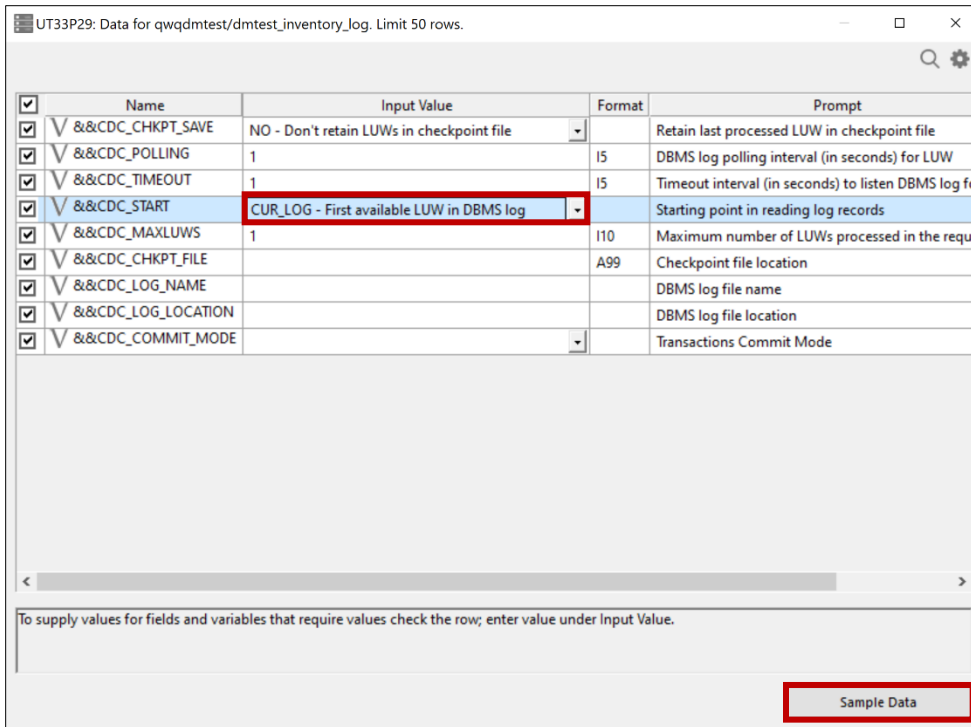 UT33P29: Data for qwqdmtest/dmtest_inventory_log. Limit 50 rows.
Name Input Value Format Prompt
&&CDC_CHKPT_SAVE NO - Don't retain LUWs in checkpoint file Retain last processed LUW in checkpoint file
&&CDC_POLLING 1 I5 DBMS log polling interval (in seconds) for LUW
&&CDC_TIMEOUT 1 I5 Timeout interval (in seconds) to listen DBMS log f
&&CDC_START CUR_LOG - First available LUW in DBMS log Starting point in reading log records
&&CDC_MAXLUWS 1 I10 Maximum number of LUWs processed in the requ
&&CDC_CHKPT_FILE A99 Checkpoint file location
&&CDC_LOG_NAME DBMS log file name
&&CDC_LOG_LOCATION DBMS log file location
&&CDC_COMMIT_MODE Transactions Commit Mode
To supply values for fields and variables that require values check the row; enter value under Input Value.
Sample Data